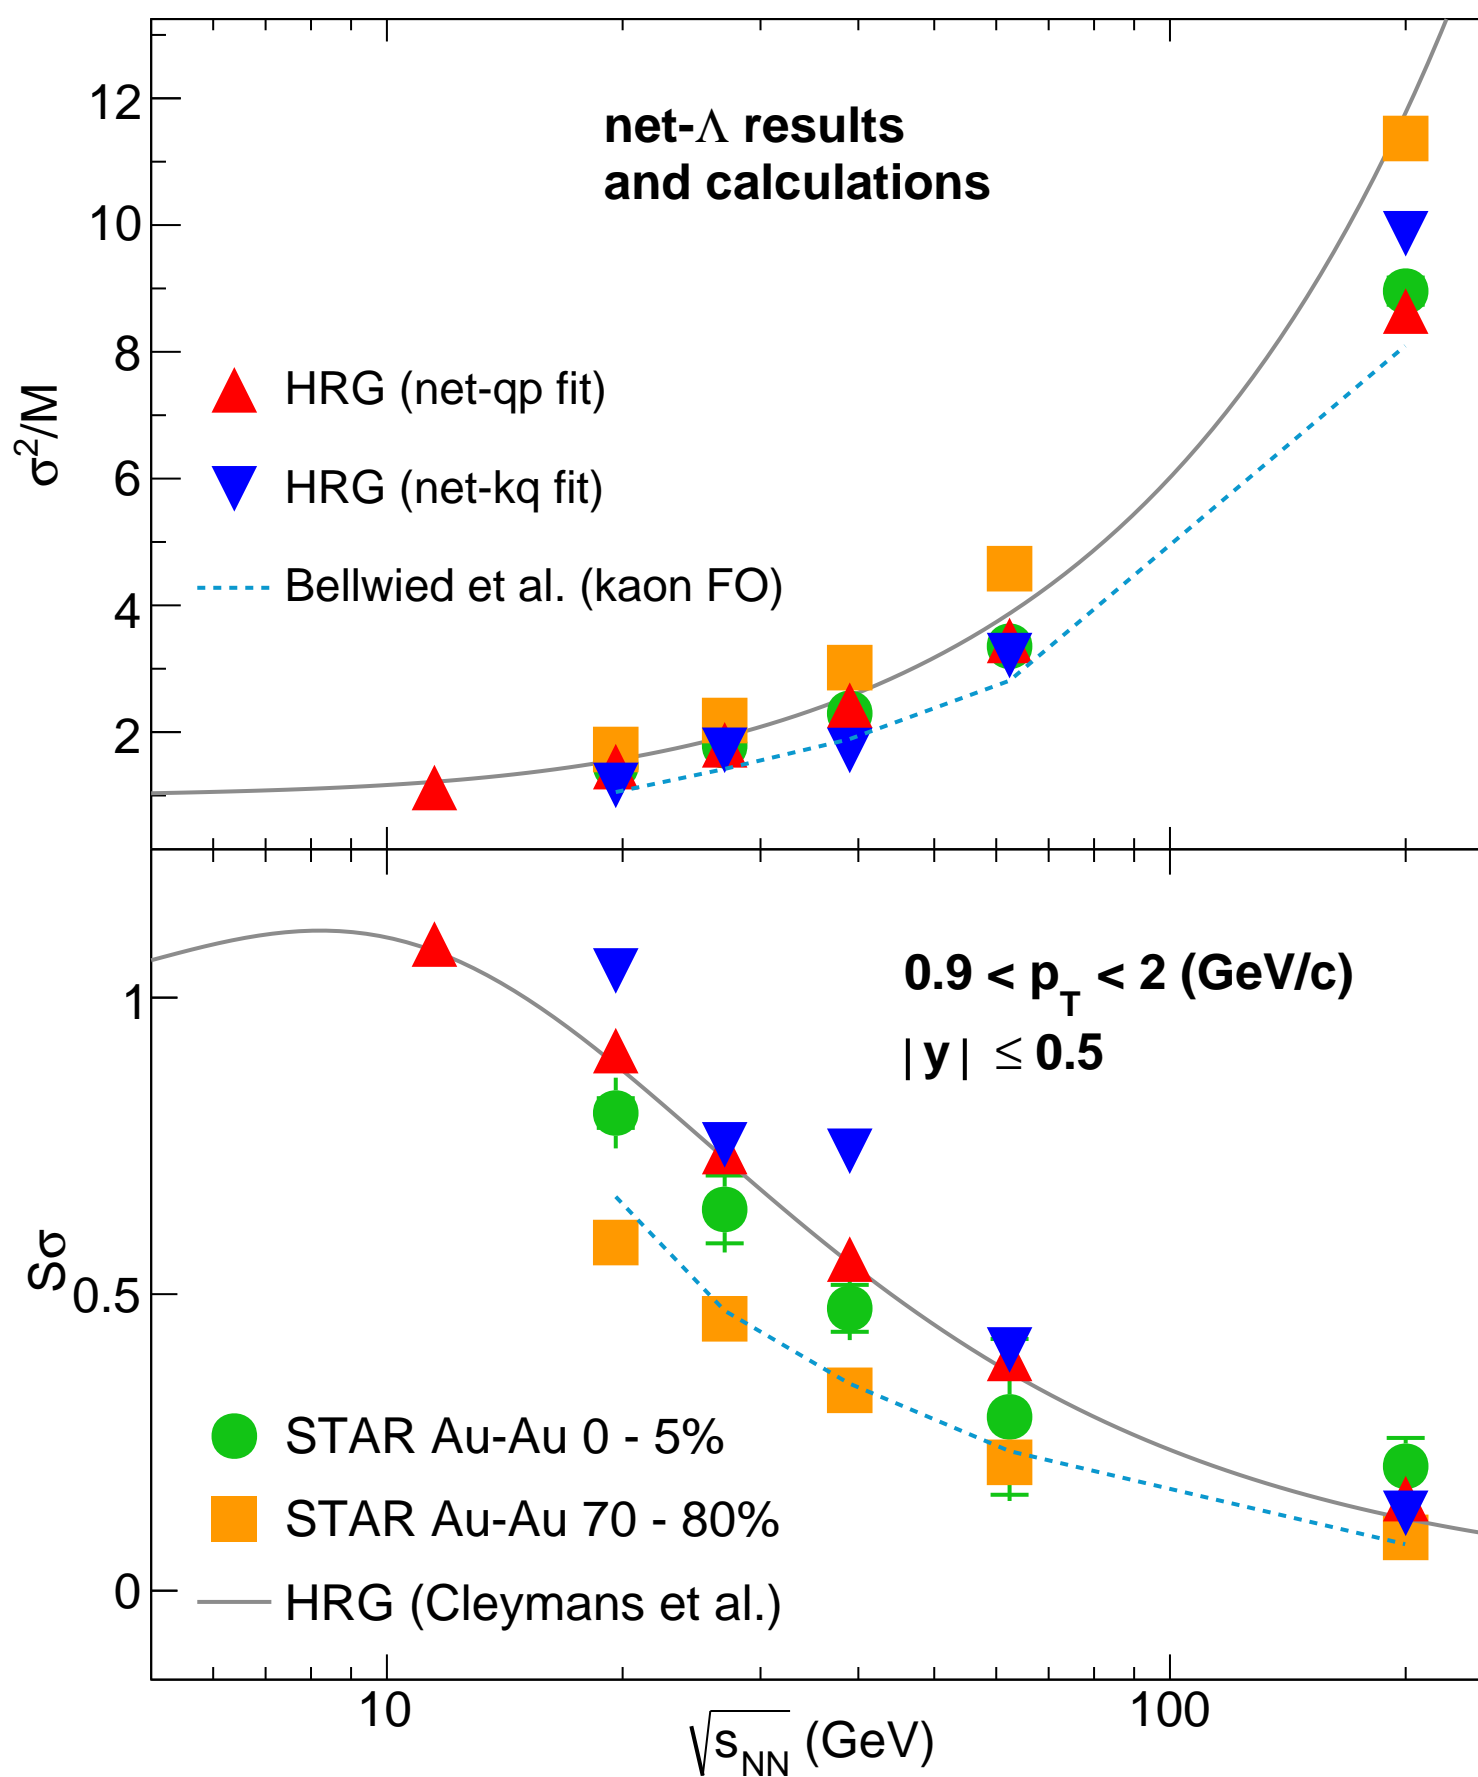 12
10
8
6
4
2
σ²/M
net-Λ results
and calculations
HRG (net-qp fit)
HRG (net-kq fit)
Bellwied et al. (kaon FO)
1
0.5
0
Sσ
0.9 < p_T < 2 (GeV/c)
| y | ≤ 0.5
STAR Au-Au 0 - 5%
STAR Au-Au 70 - 80%
HRG (Cleymans et al.)
10
100
√s_NN (GeV)